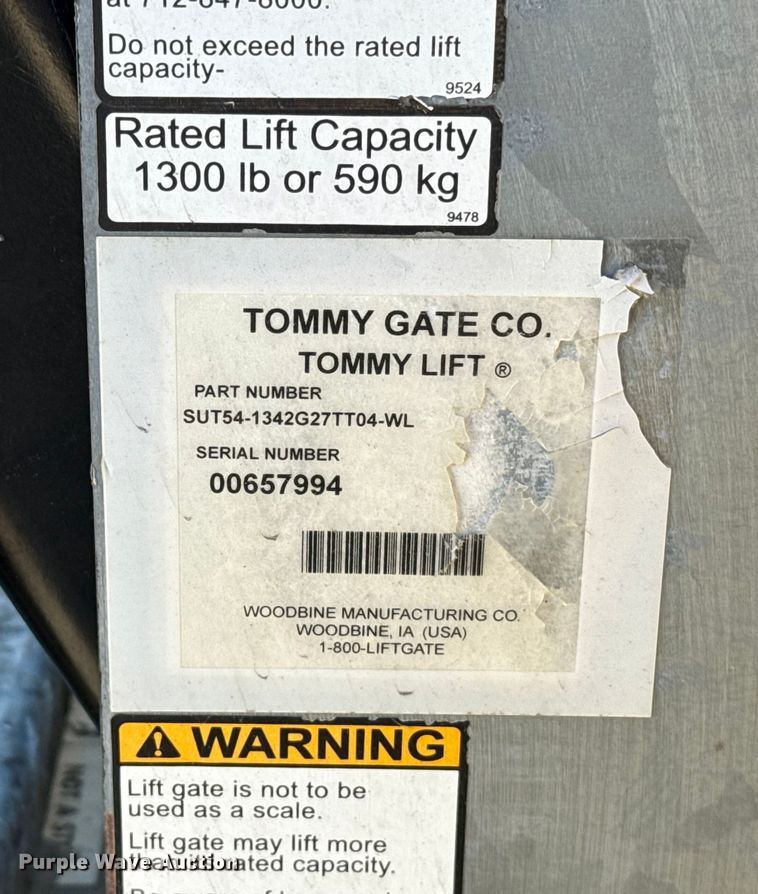 Do not exceed the rated lift
capacity-
9524
Rated Lift Capacity
1300 lb or 590 kg
9478
TOMMY GATE CO.
TOMMY LIFT ®
PART NUMBER
SUT54-1342G27TT04-WL
SERIAL NUMBER
00657994
WOODBINE MANUFACTURING CO.
WOODBINE, IA (USA)
1-800-LIFTGATE
WARNING
Lift gate is not to be
used as a scale.
Lift gate may lift more
than rated capacity.
Purple Wave Auction
NOT A